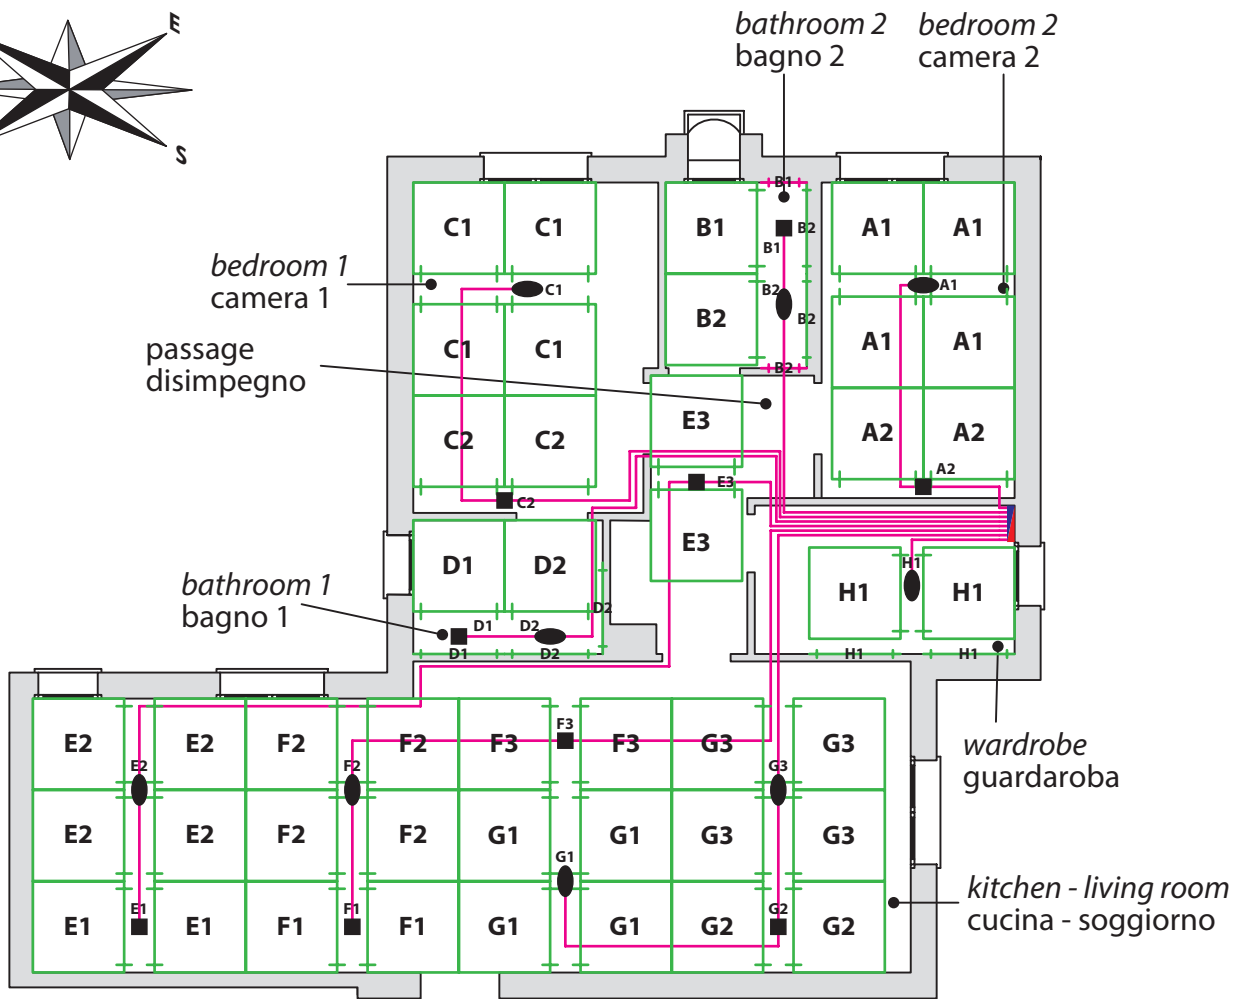 E
S
bathroom 2
bagno 2
bedroom 2
camera 2
bedroom 1
camera 1
passage
disimpegno
bathroom 1
bagno 1
wardrobe
guardaroba
kitchen - living room
cucina - soggiorno
C1 C1 B1 B1 B2 B1 A1 A1
C1 B2 B2 A1
C1 C1 B2 B2 A1 A1
C2 C2 E3 A2 A2
C2 E3 A2
D1 D2 E3 H1 H1 H1
D2
D1 D2
D1 D2 H1 H1
E2 E2 F2 F2 F3 F3 F3 G3 G3
E2 F2 G3
E2 E2 F2 F2 G1 G1 G3 G3
G1
E1 E1 E1 F1 F1 F1 G1 G1 G2 G2 G2